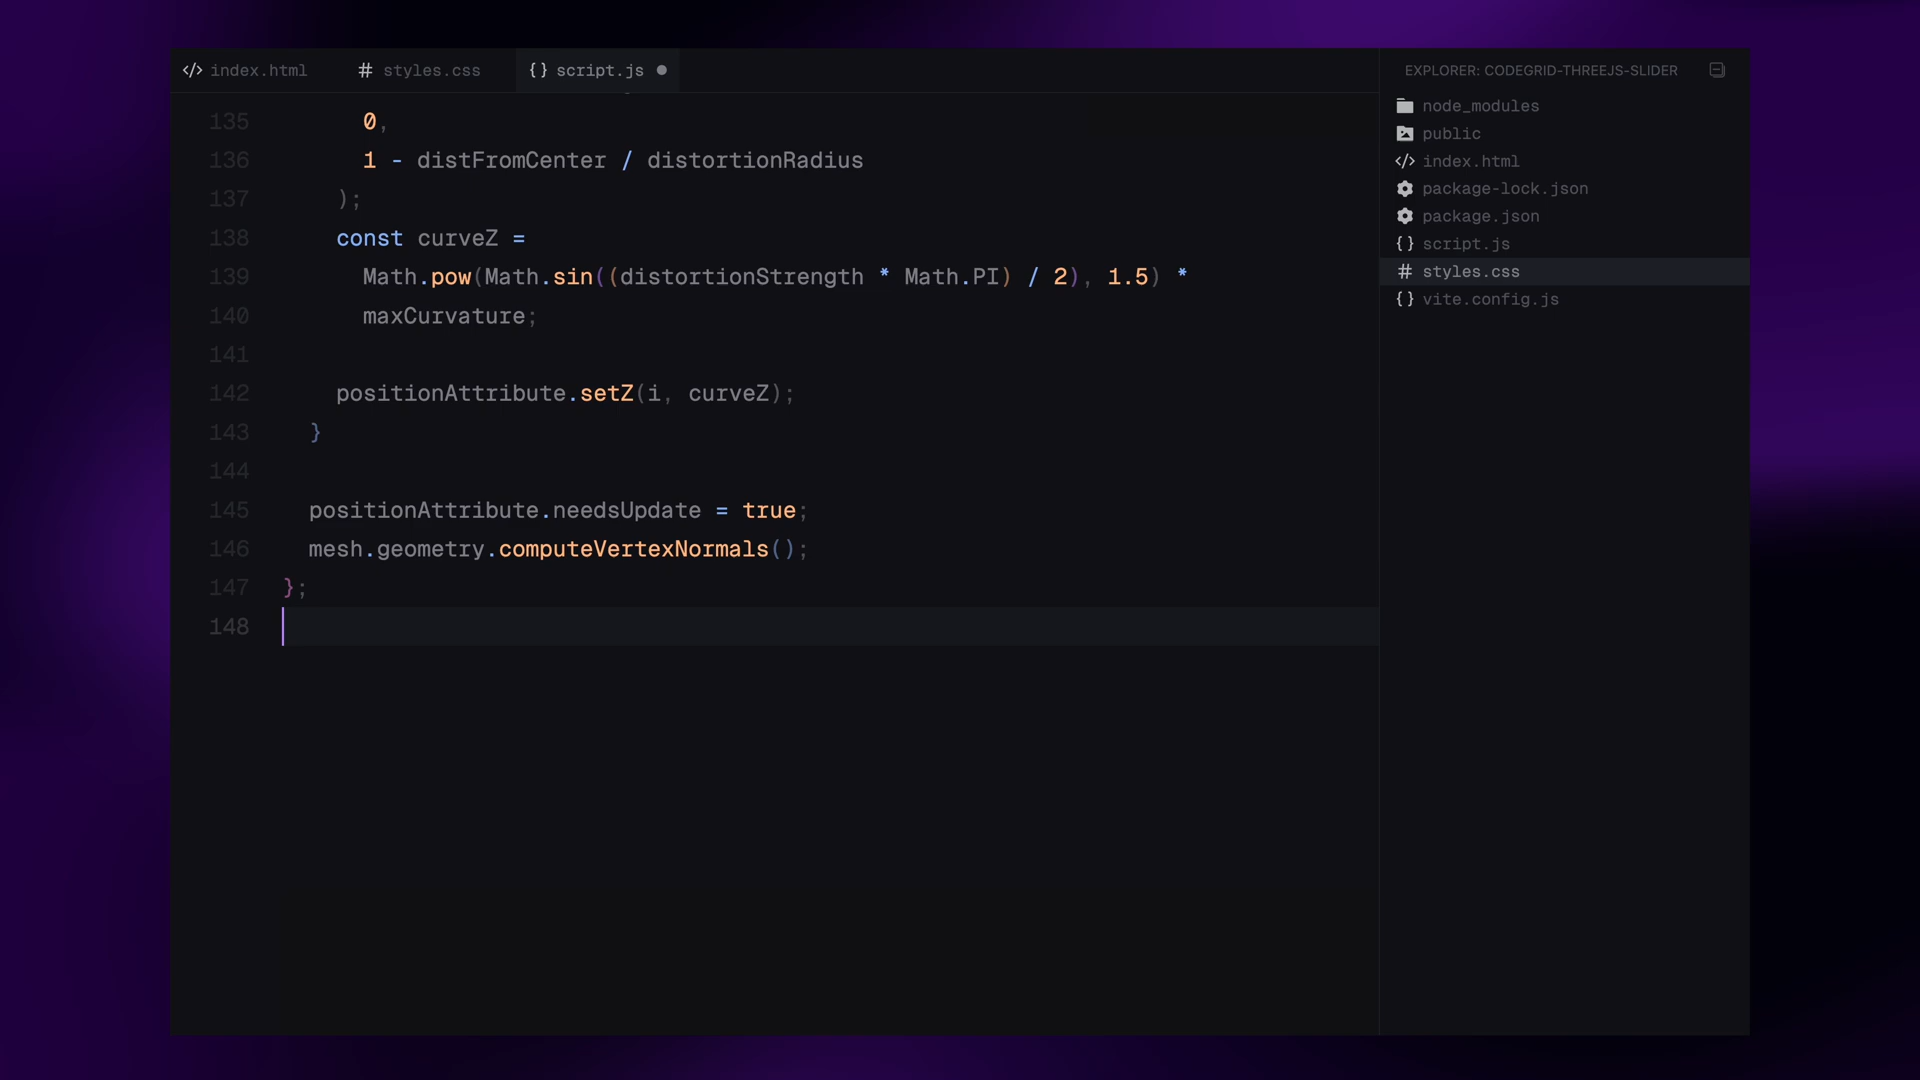 index.html
styles.css
script.js
135 0,
136 1 - distFromCenter / distortionRadius
137 );
138 const curveZ =
139 Math.pow(Math.sin((distortionStrength * Math.PI) / 2), 1.5) *
140 maxCurvature;
141
142 positionAttribute.setZ(i, curveZ);
143 }
144
145 positionAttribute.needsUpdate = true;
146 mesh.geometry.computeVertexNormals();
147 };
148
EXPLORER: CODEGRID-THREEJS-SLIDER
node_modules
public
index.html
package-lock.json
package.json
script.js
styles.css
vite.config.js